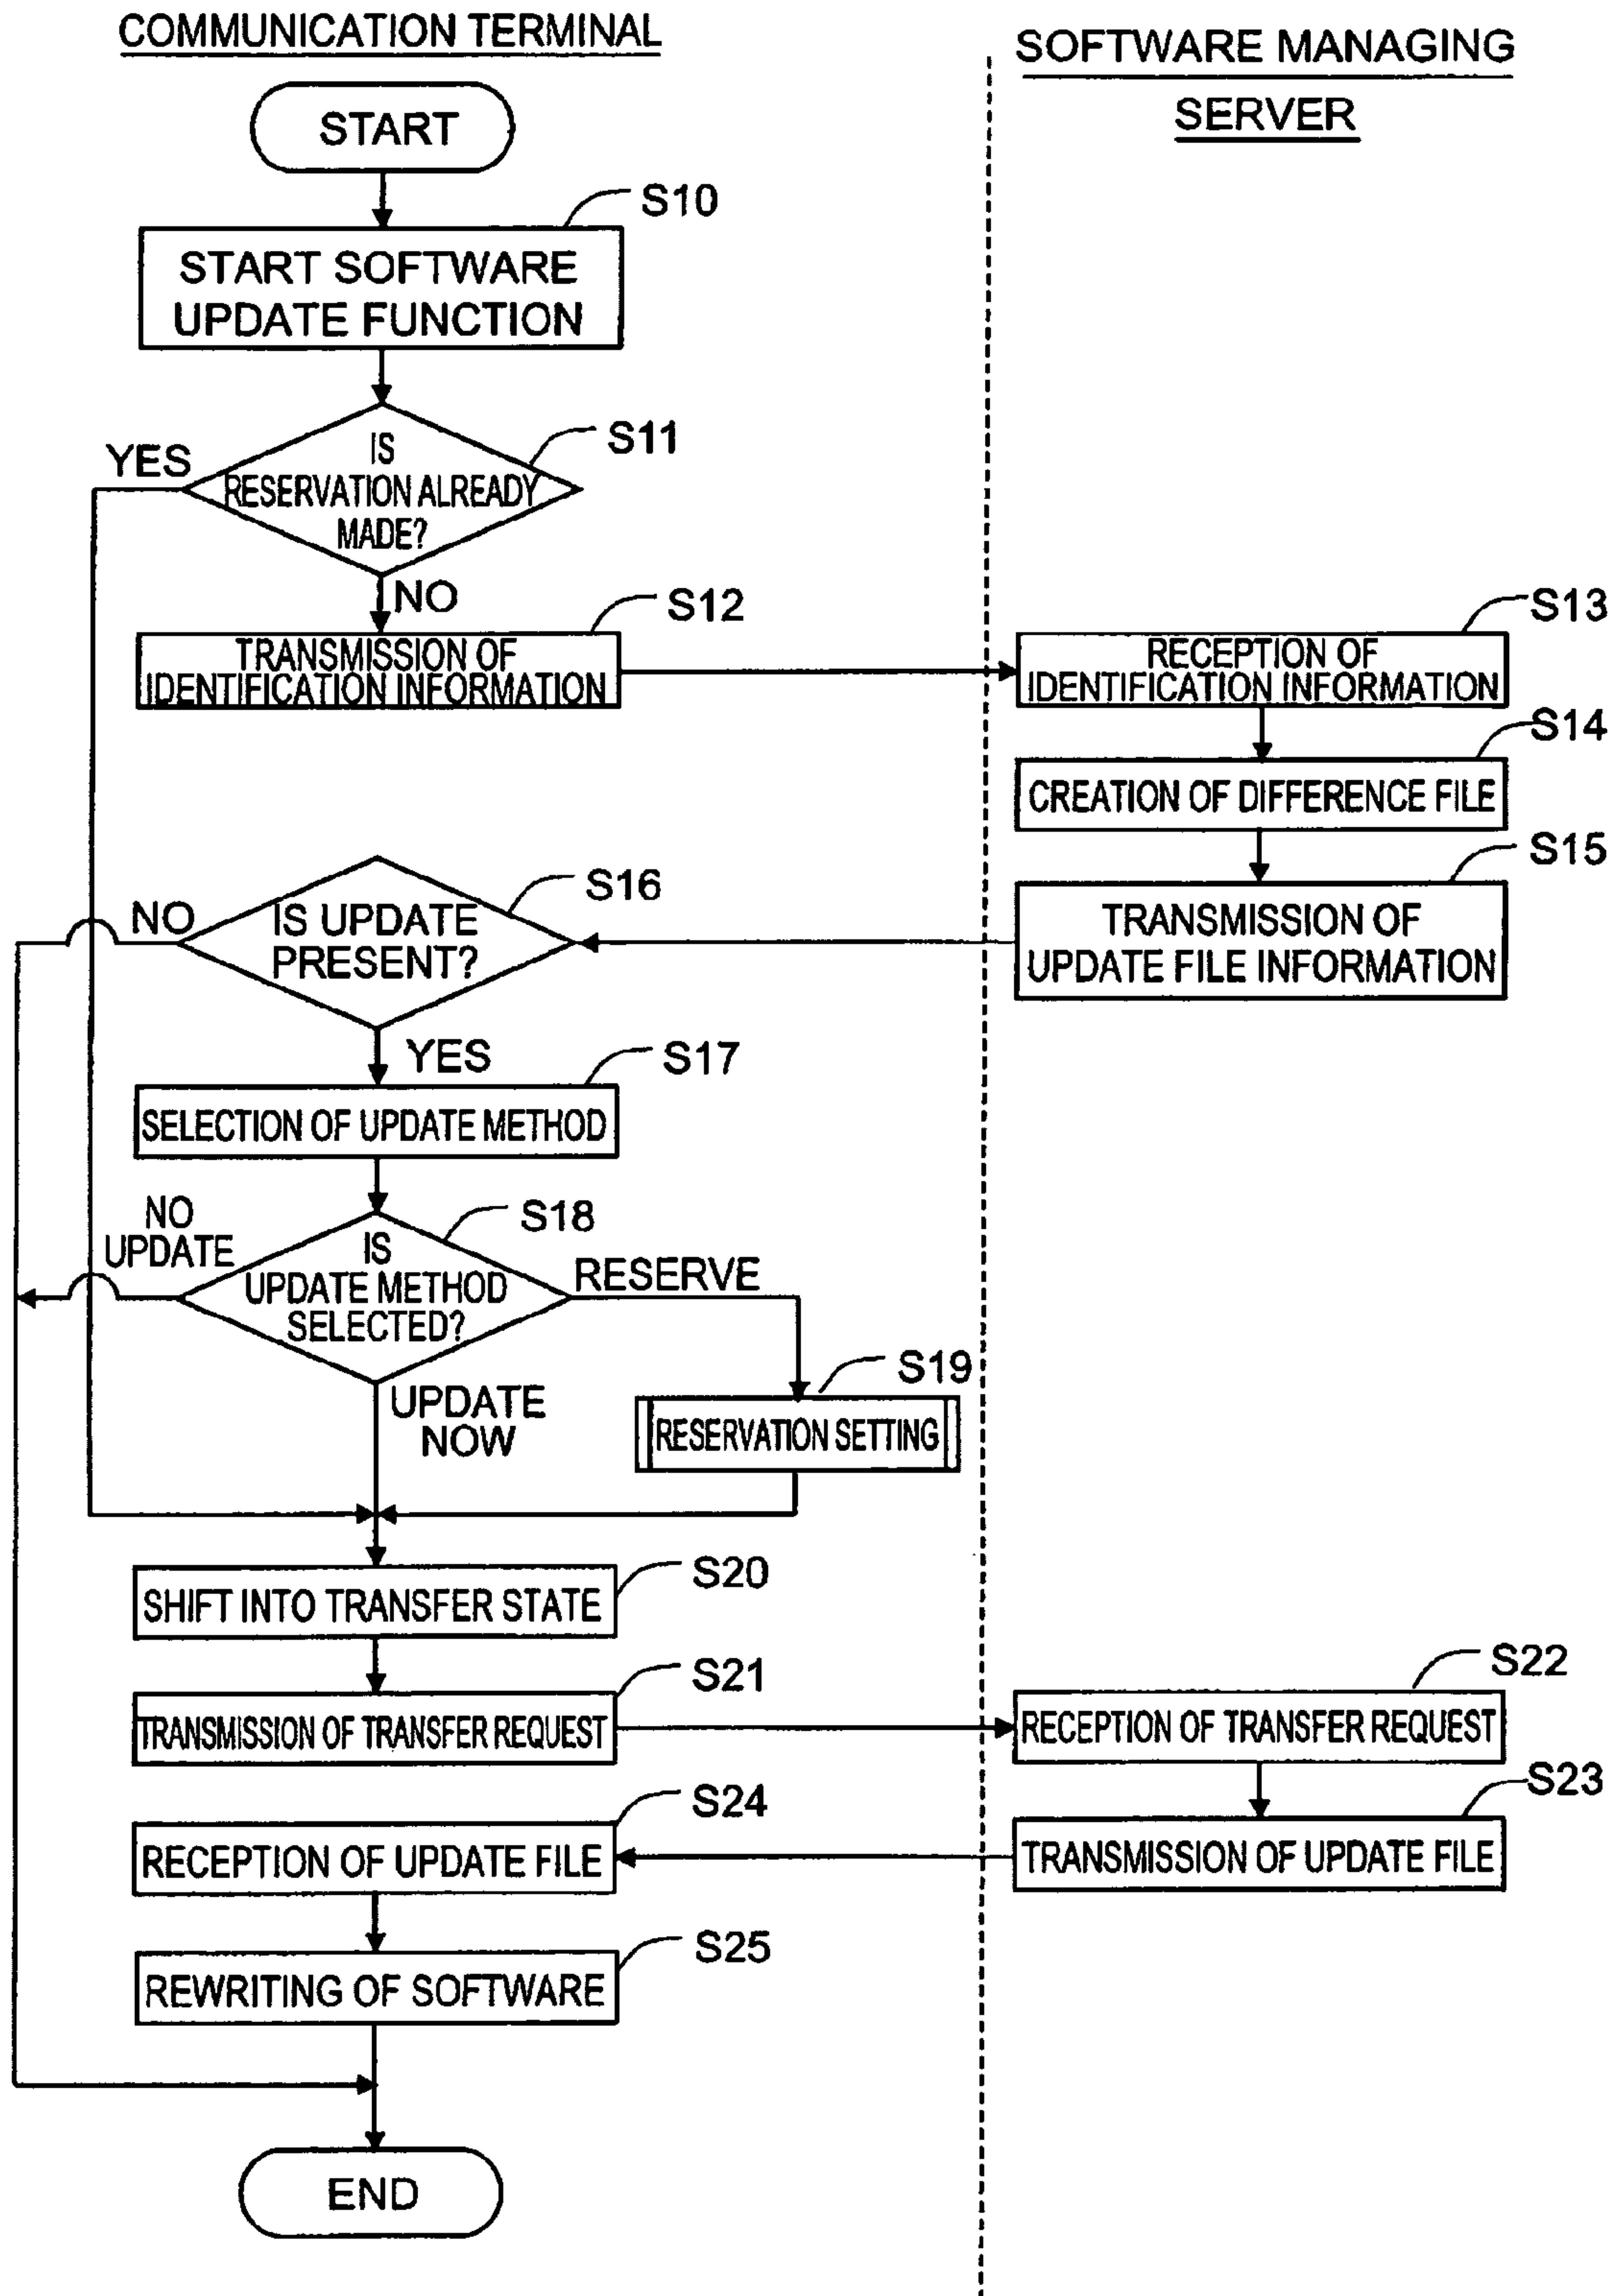 COMMUNICATION TERMINAL
SOFTWARE MANAGING
SERVER
START
S10
START SOFTWARE
UPDATE FUNCTION
S11
YES
IS
RESERVATION ALREADY
MADE?
NO
S12
TRANSMISSION OF
IDENTIFICATION INFORMATION
S13
RECEPTION OF
IDENTIFICATION INFORMATION
S14
CREATION OF DIFFERENCE FILE
S15
TRANSMISSION OF
UPDATE FILE INFORMATION
S16
NO
IS UPDATE
PRESENT?
YES
S17
SELECTION OF UPDATE METHOD
NO
UPDATE
S18
IS
UPDATE METHOD
SELECTED?
RESERVE
S19
RESERVATION SETTING
UPDATE
NOW
S20
SHIFT INTO TRANSFER STATE
S21
TRANSMISSION OF TRANSFER REQUEST
S22
RECEPTION OF TRANSFER REQUEST
S23
TRANSMISSION OF UPDATE FILE
S24
RECEPTION OF UPDATE FILE
S25
REWRITING OF SOFTWARE
END